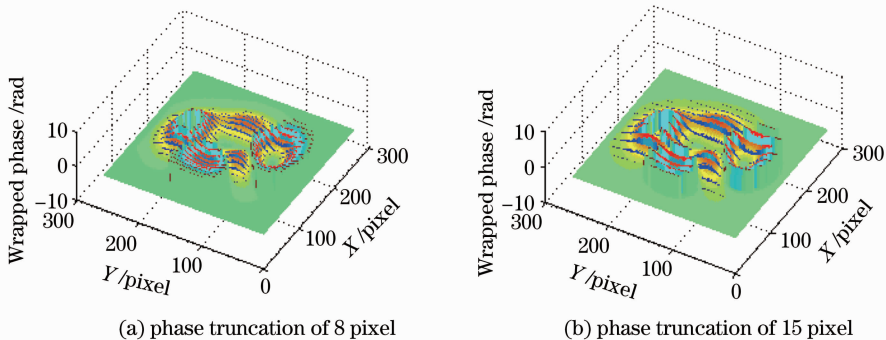 Wrapped phase /rad
10
0
−10
300
200
100
0
Y /pixel
100
200
300
X /pixel
(a) phase truncation of 8 pixel
Wrapped phase /rad
10
0
−10
300
200
100
0
Y /pixel
100
200
300
X /pixel
(b) phase truncation of 15 pixel